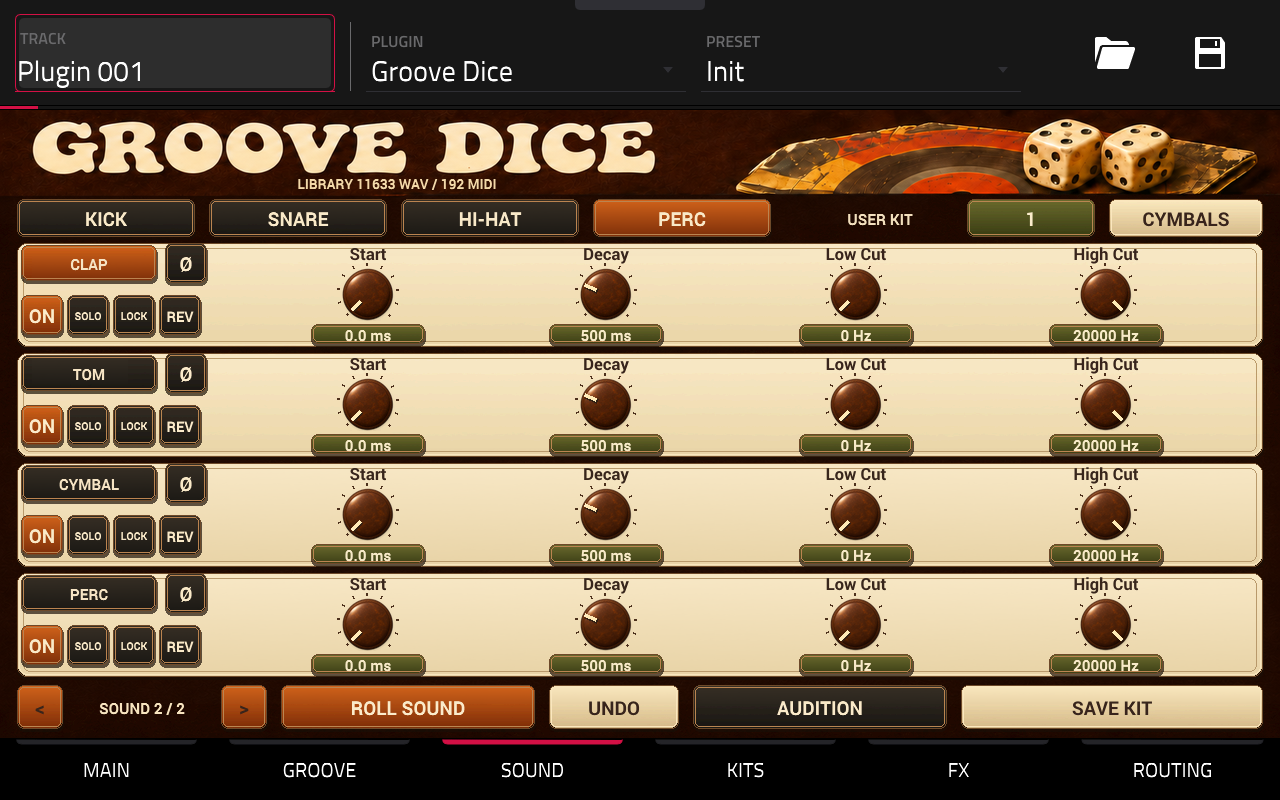 TRACK
Plugin 001
PLUGIN
Groove Dice
PRESET
Init
GROOVE DICE
LIBRARY 11633 WAV / 192 MIDI
KICK SNARE HI-HAT PERC USER KIT 1 CYMBALS
CLAP Ø Start Decay Low Cut High Cut
ON SOLO LOCK REV
0.0 ms 500 ms 0 Hz 20000 Hz
TOM Ø Start Decay Low Cut High Cut
ON SOLO LOCK REV
0.0 ms 500 ms 0 Hz 20000 Hz
CYMBAL Ø Start Decay Low Cut High Cut
ON SOLO LOCK REV
0.0 ms 500 ms 0 Hz 20000 Hz
PERC Ø Start Decay Low Cut High Cut
ON SOLO LOCK REV
0.0 ms 500 ms 0 Hz 20000 Hz
< SOUND 2 / 2 > ROLL SOUND UNDO AUDITION SAVE KIT
MAIN GROOVE SOUND KITS FX ROUTING